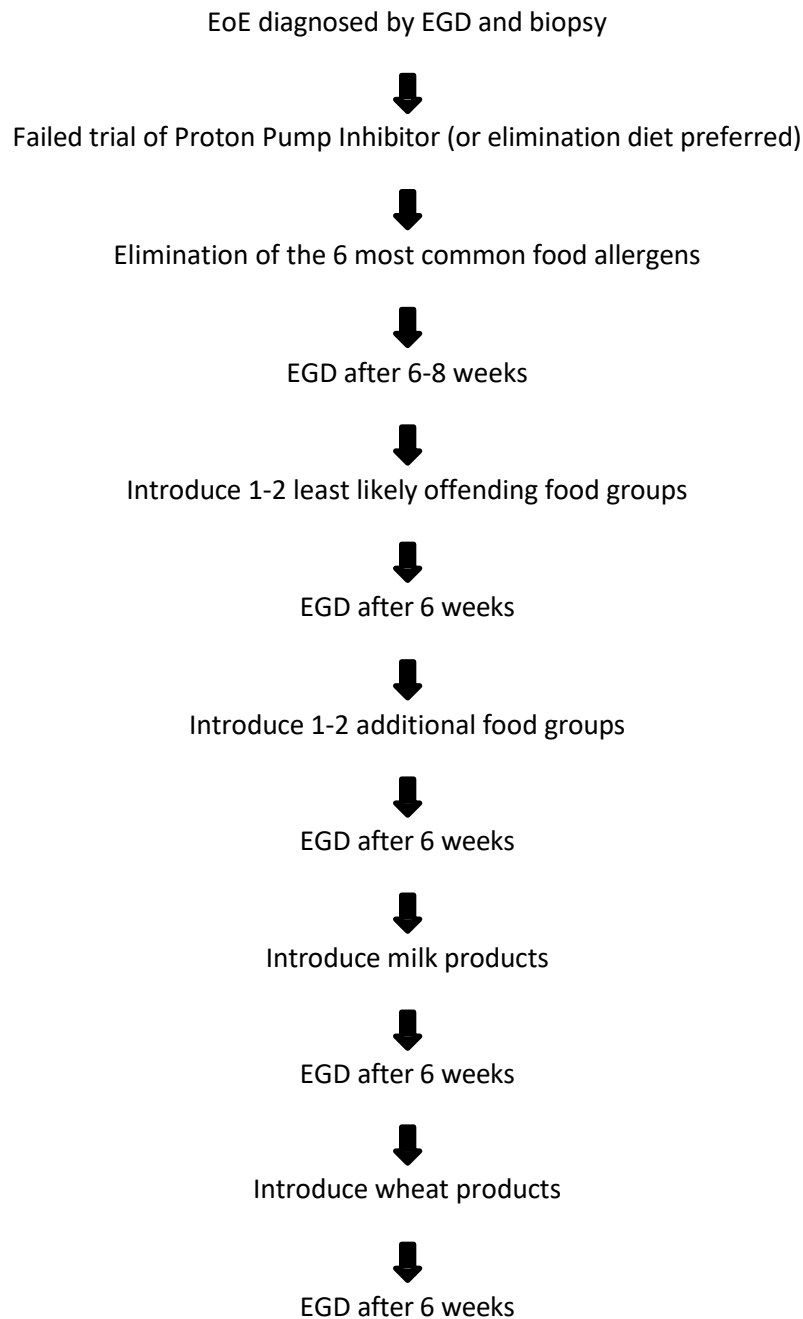 EoE diagnosed by EGD and biopsy
Failed trial of Proton Pump Inhibitor (or elimination diet preferred)
Elimination of the 6 most common food allergens
EGD after 6-8 weeks
Introduce 1-2 least likely offending food groups
EGD after 6 weeks
Introduce 1-2 additional food groups
EGD after 6 weeks
Introduce milk products
EGD after 6 weeks
Introduce wheat products
EGD after 6 weeks